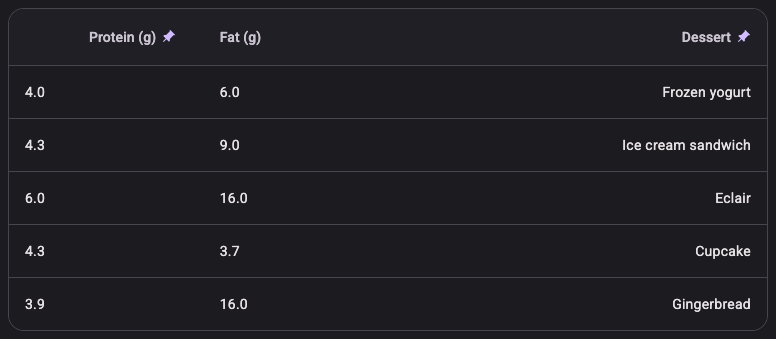 Protein (g) Fat (g) Dessert
4.0 6.0 Frozen yogurt
4.3 9.0 Ice cream sandwich
6.0 16.0 Eclair
4.3 3.7 Cupcake
3.9 16.0 Gingerbread